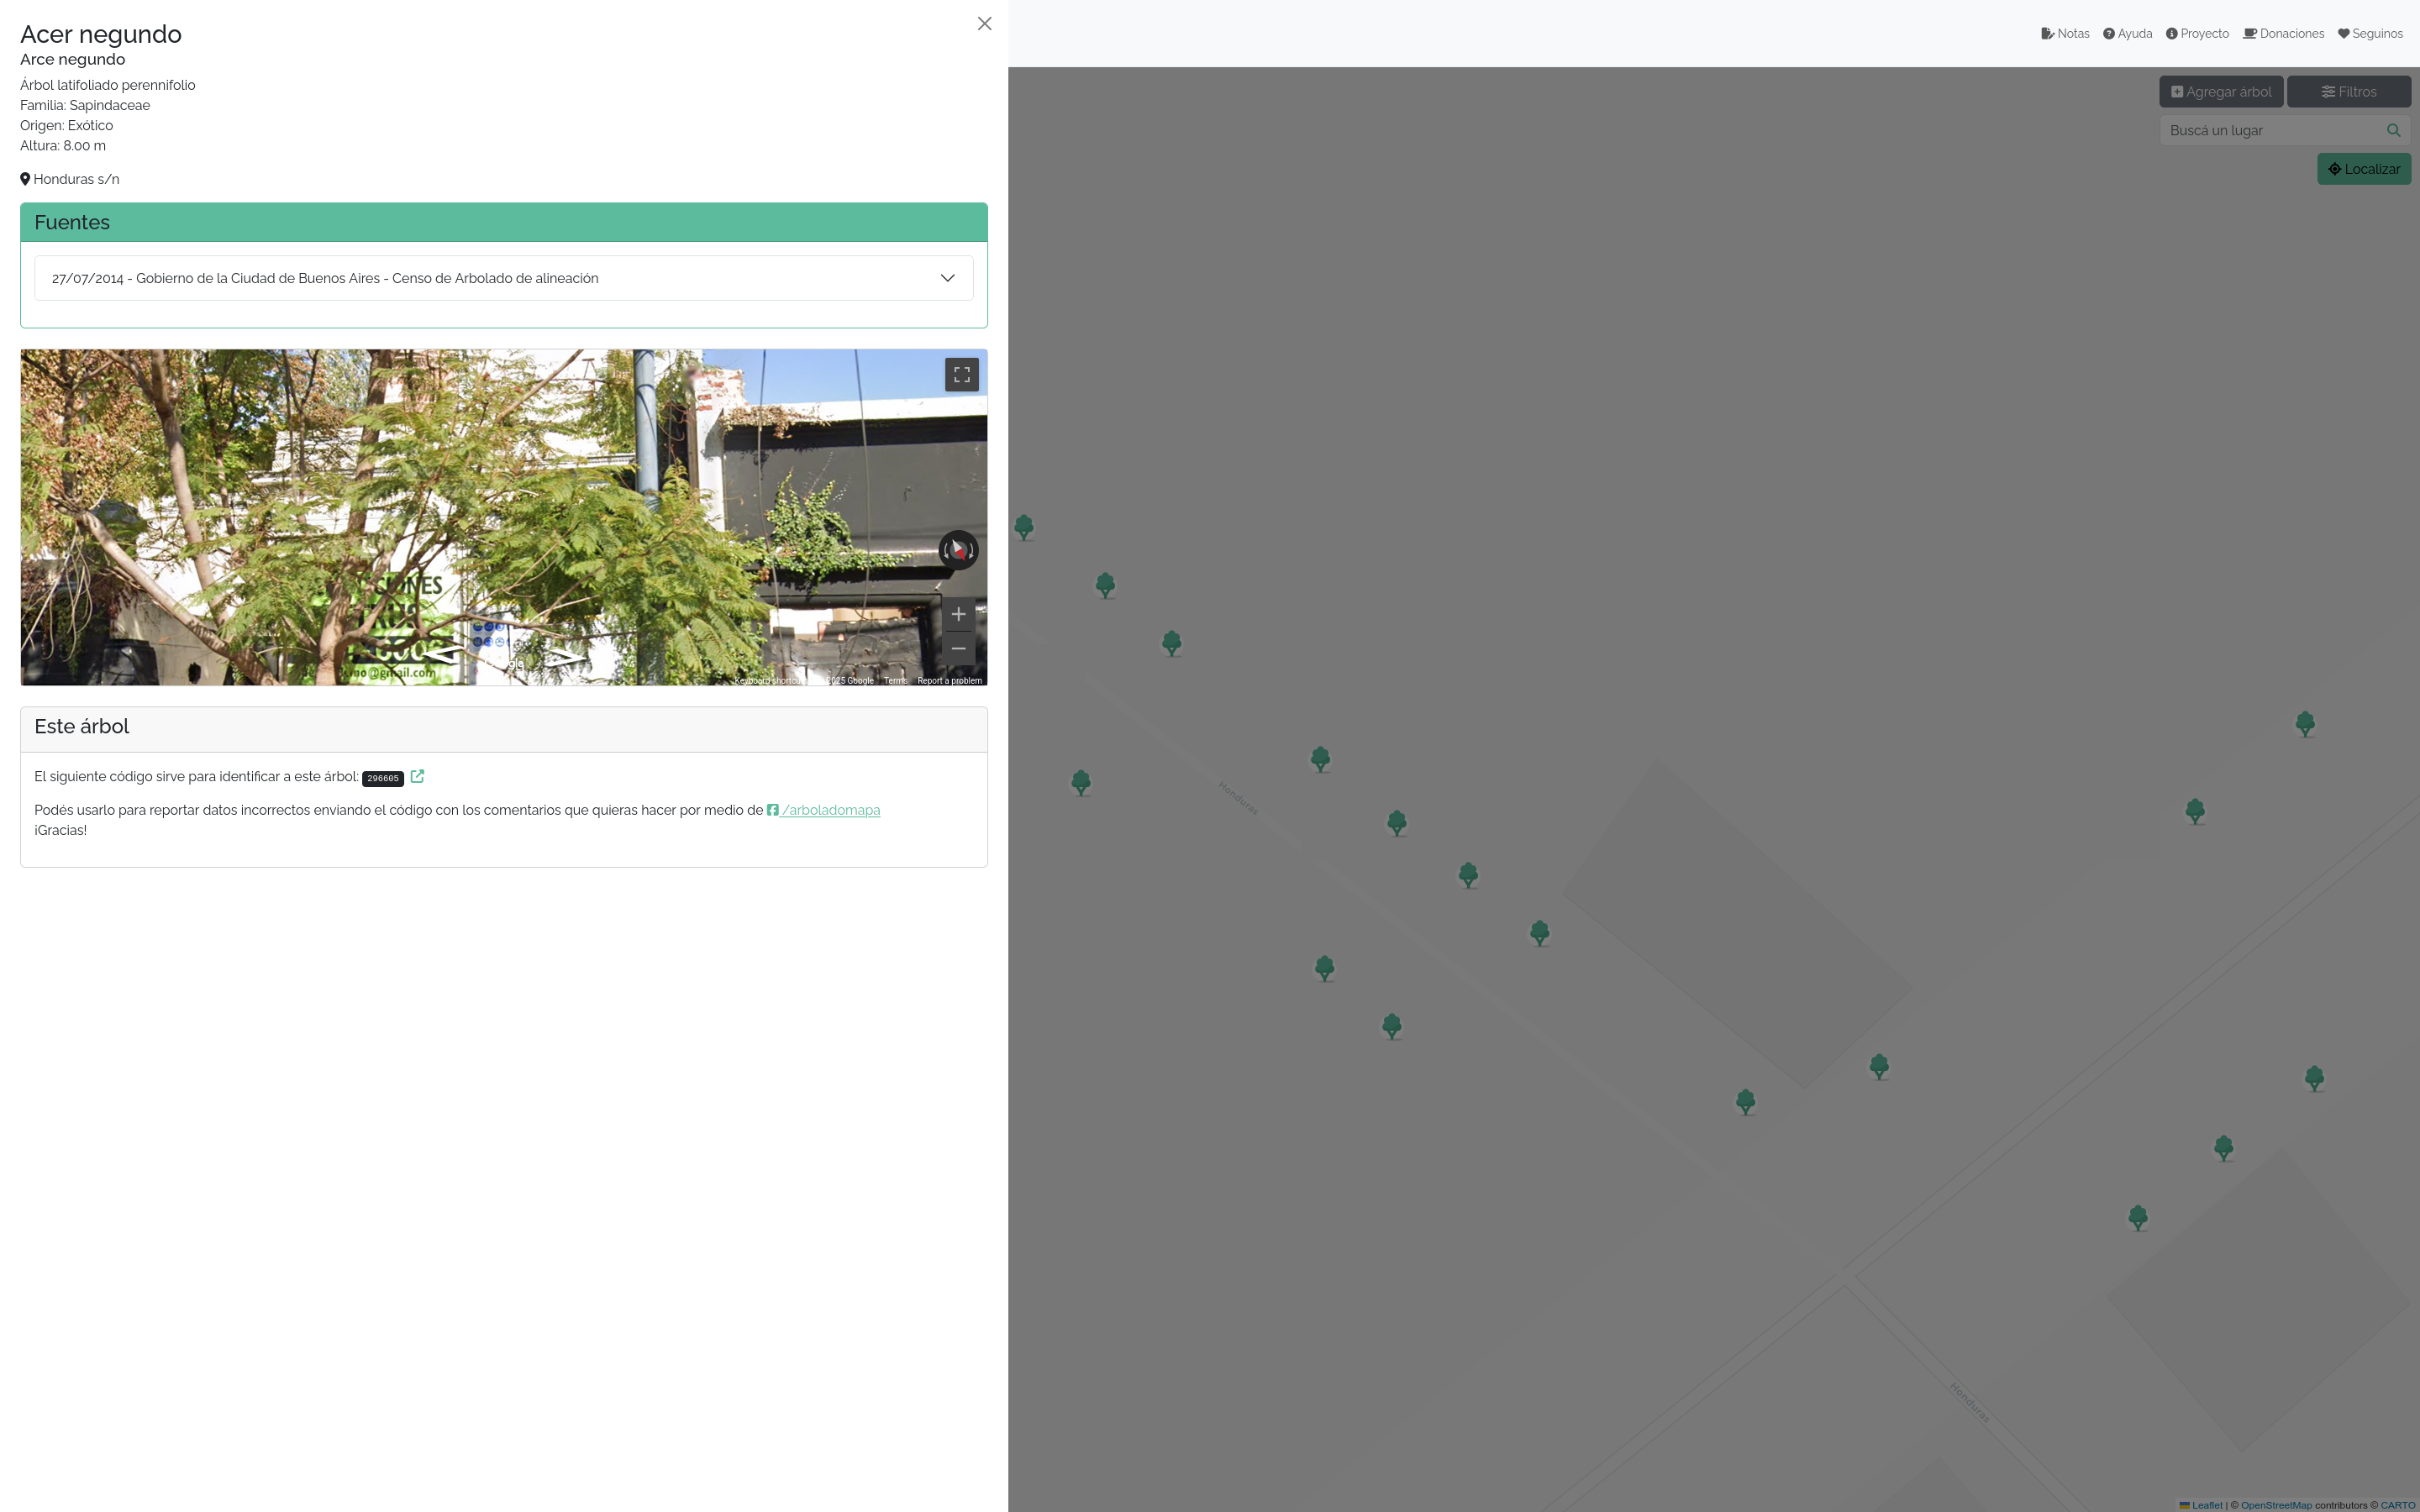 Acer negundo
Arce negundo
Árbol latifoliado perennifolio
Familia: Sapindaceae
Origen: Exótico
Altura: 8.00 m
Honduras s/n
Fuentes
27/07/2014 - Gobierno de la Ciudad de Buenos Aires - Censo de Arbolado de alineación
@gmail.com
Keyboard shortcuts 2025 Google Terms Report a problem
Este árbol
El siguiente código sirve para identificar a este árbol: 296605
Podés usarlo para reportar datos incorrectos enviando el código con los comentarios que quieras hacer por medio de /arboladomapa
¡Gracias!
Notas Ayuda Proyecto Donaciones Seguinos
Agregar árbol Filtros
Buscá un lugar
Localizar
Honduras
Honduras
Leaflet | © OpenStreetMap contributors © CARTO